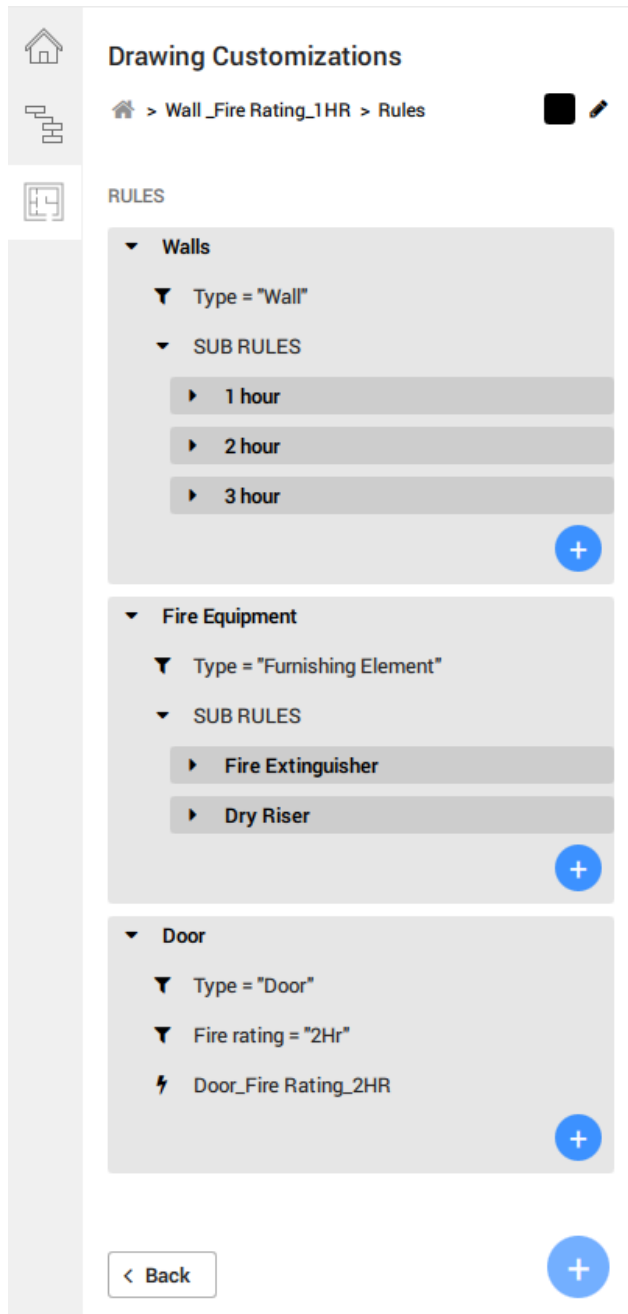 Drawing Customizations
> Wall _Fire Rating_1HR > Rules
RULES
Walls
Type = "Wall"
SUB RULES
1 hour
2 hour
3 hour
+
Fire Equipment
Type = "Furnishing Element"
SUB RULES
Fire Extinguisher
Dry Riser
+
Door
Type = "Door"
Fire rating = "2Hr"
Door_Fire Rating_2HR
+
< Back
+